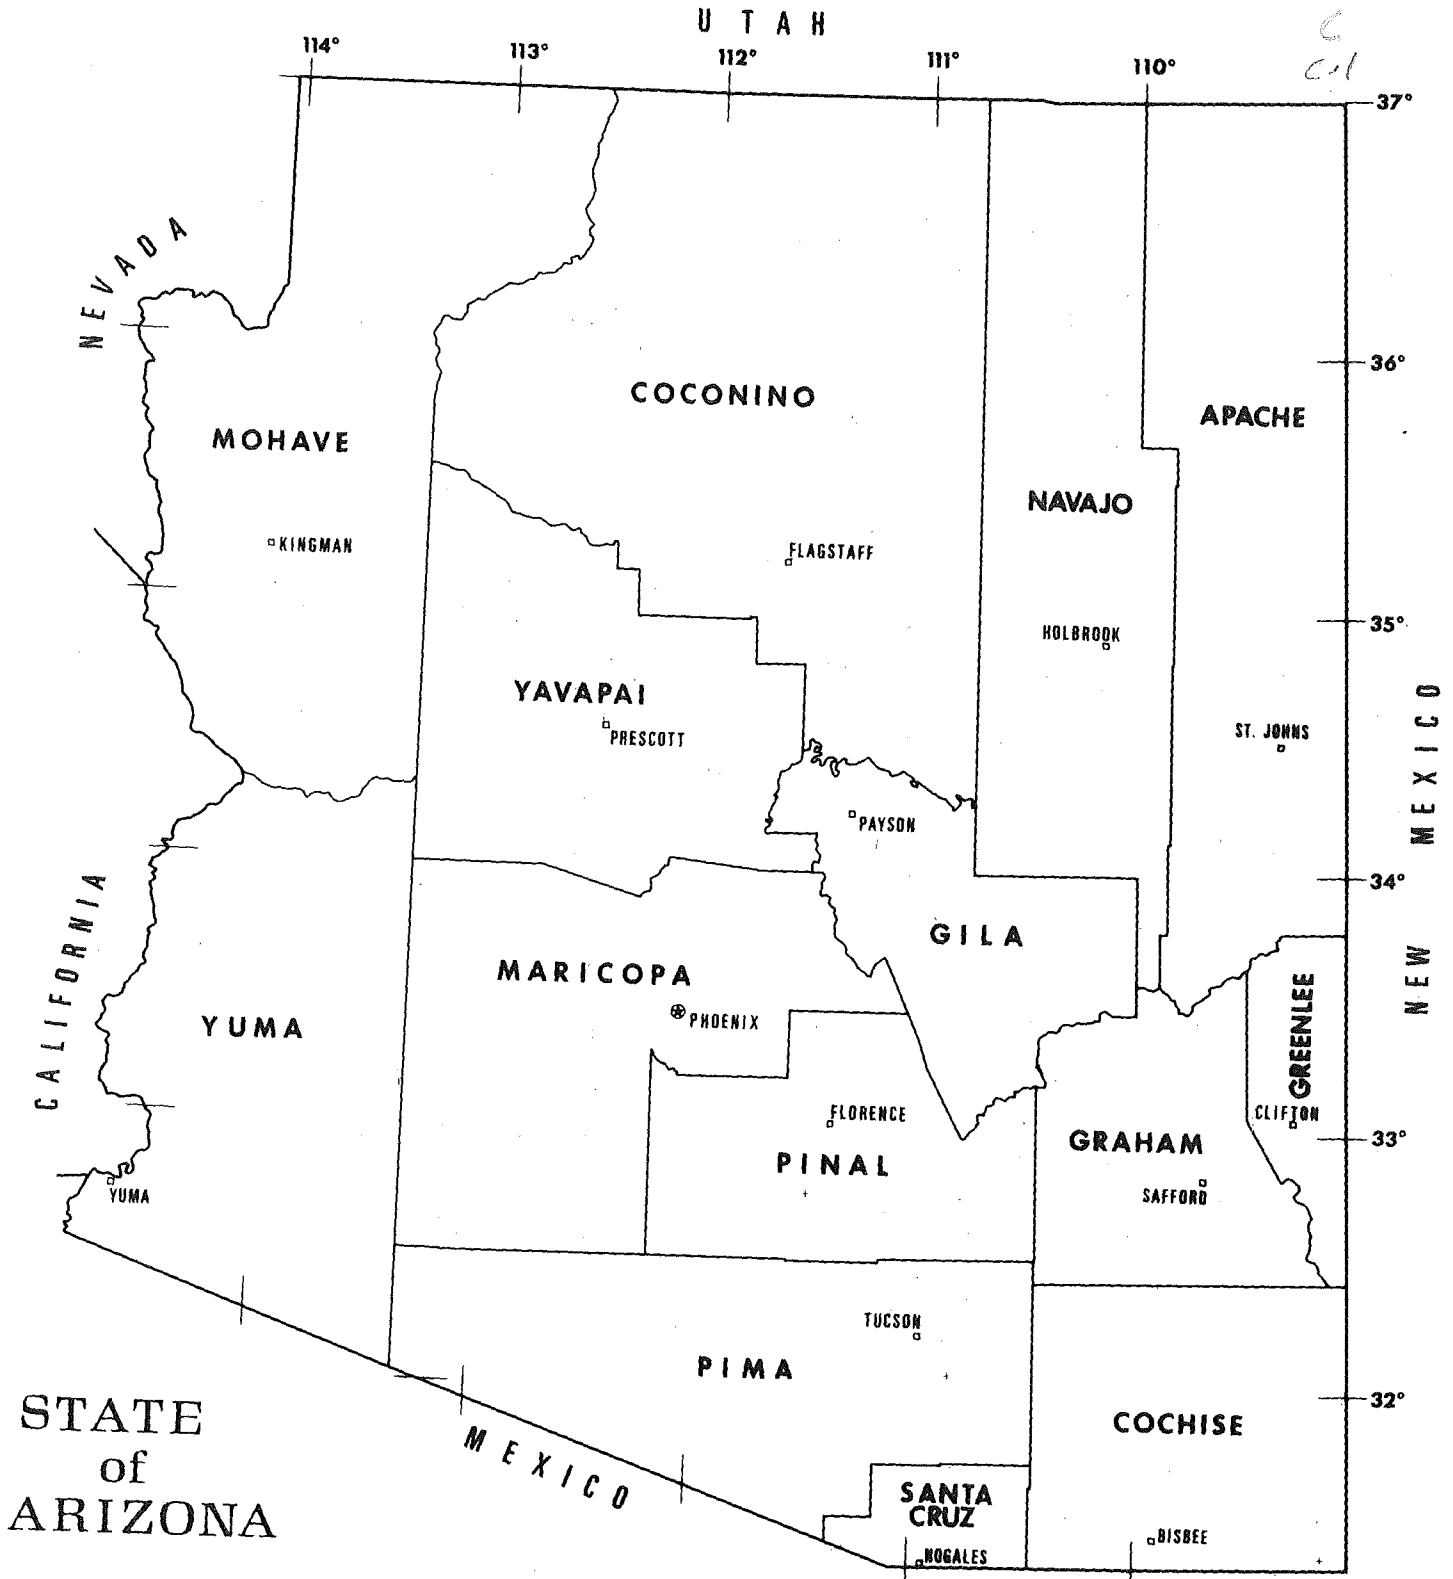 UTAH
114°
113°
112°
111°
110°
37°
NEVADA
36°
COCONINO
APACHE
MOHAVE
NAVAJO
KINGMAN
FLAGSTAFF
35°
HOLBROOK
YAVAPAI
PRESCOTT
ST. JOHNS
NEW MEXICO
PAYSON
34°
CALIFORNIA
GILA
MARICOPA
GREENLEE
PHOENIX
YUMA
FLORENCE
CLIFTON
33°
GRAHAM
PINAL
SAFFORD
YUMA
TUCSON
PIMA
32°
STATE
of
ARIZONA
COCHISE
MEXICO
SANTA
CRUZ
BISBEE
NOGALES